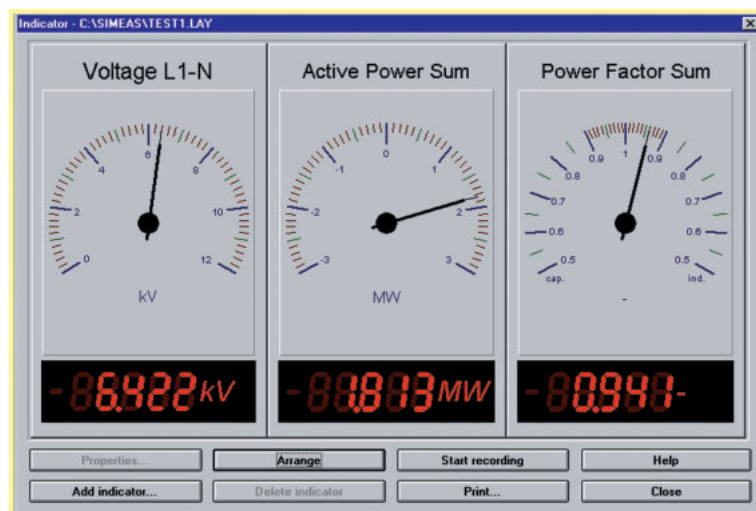 Indicator - C:\SIMEAS\TEST1.LAY
Voltage L1-N
6
4
8
2
10
0
12
kV
6.422 kV
Active Power Sum
0
-1
1
-2
2
-3
3
MW
1.813 MW
Power Factor Sum
0.9 1 0.9
0.8 0.8
0.7 0.7
0.6 0.6
0.5 0.5
cap. ind.
-
0.941 -
Properties... Arrange Start recording Help
Add indicator... Delete indicator Print... Close